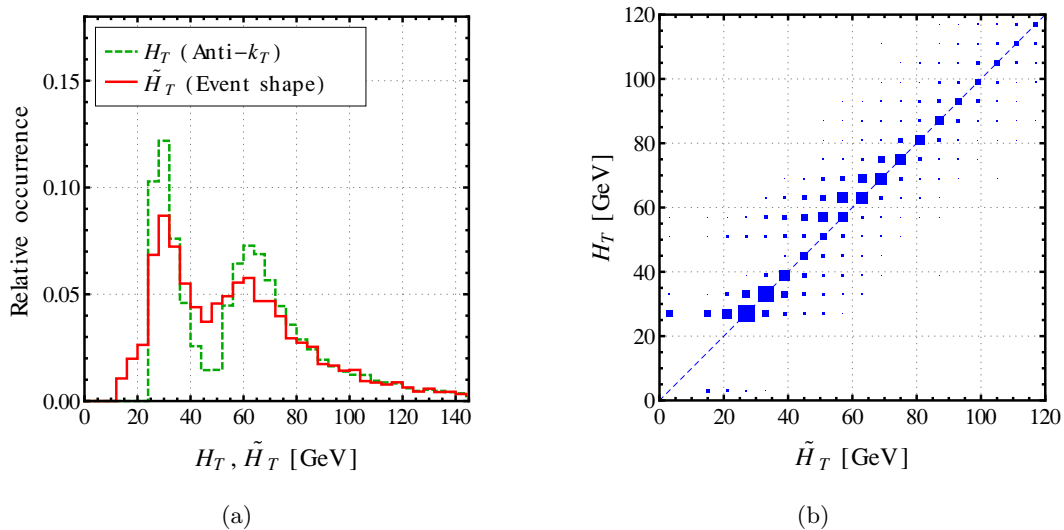 H_T (Anti–k_T)
H̃_T (Event shape)
Relative occurrence
0.15
0.10
0.05
0.00
0 20 40 60 80 100 120 140
H_T , H̃_T [GeV]
(a)
H_T [GeV]
120
100
80
60
40
20
0
0 20 40 60 80 100 120
H̃_T [GeV]
(b)